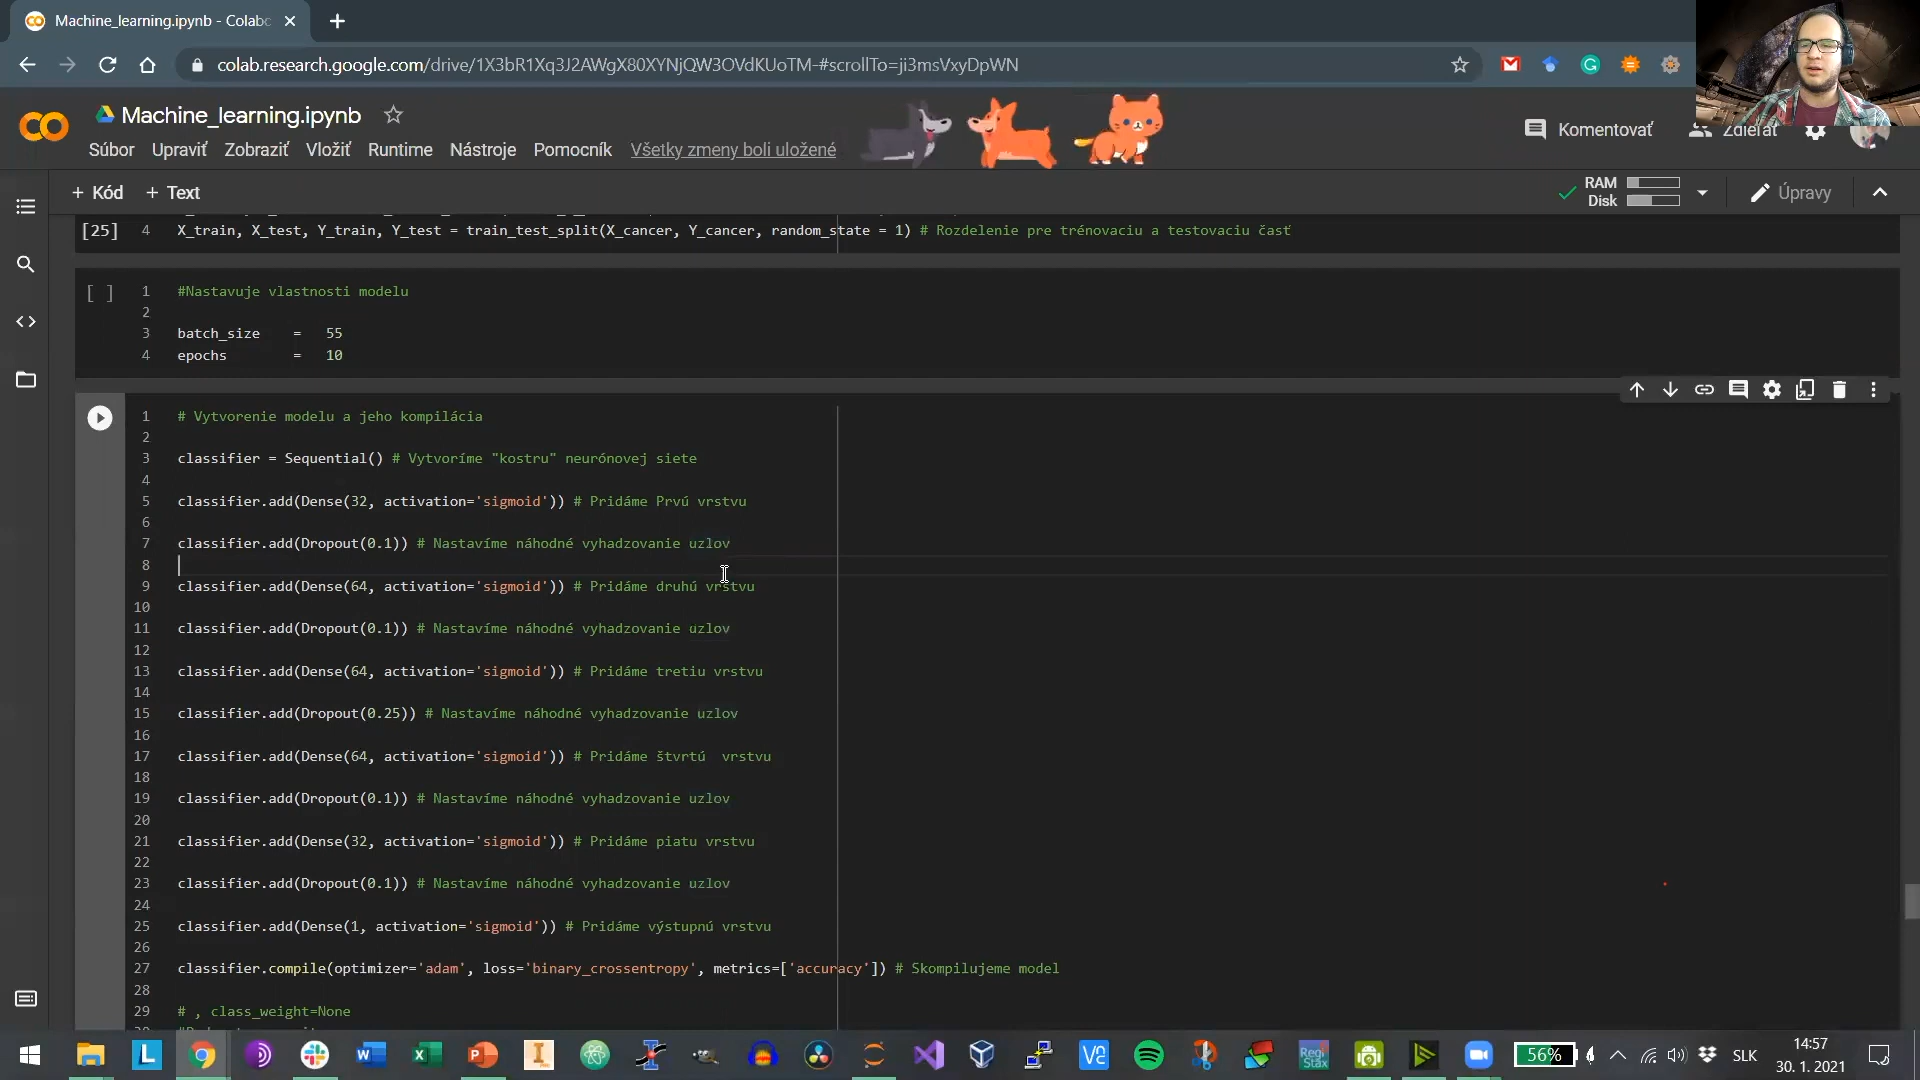 Machine_learning.ipynb - Colabc
colab.research.google.com/drive/1X3bR1Xq3J2AWgX80XYNjQW3OVdKUoTM-#scrollTo=ji3msVxyDpWN
Machine_learning.ipynb
Komentovať
Zdieľať
Súbor Upraviť Zobraziť Vložiť Runtime Nástroje Pomocník Všetky zmeny boli uložené
+ Kód + Text
RAM
Disk
Úpravy
[25] 4 X_train, X_test, Y_train, Y_test = train_test_split(X_cancer, Y_cancer, random_state = 1) # Rozdelenie pre trénovaciu a testovaciu časť
[ ] 1 #Nastavuje vlastnosti modelu
2
3 batch_size = 55
4 epochs = 10
1 # Vytvorenie modelu a jeho kompilácia
2
3 classifier = Sequential() # Vytvoríme "kostru" neurónovej siete
4
5 classifier.add(Dense(32, activation='sigmoid')) # Pridáme Prvú vrstvu
6
7 classifier.add(Dropout(0.1)) # Nastavíme náhodné vyhadzovanie uzlov
8
9 classifier.add(Dense(64, activation='sigmoid')) # Pridáme druhú vrstvu
10
11 classifier.add(Dropout(0.1)) # Nastavíme náhodné vyhadzovanie uzlov
12
13 classifier.add(Dense(64, activation='sigmoid')) # Pridáme tretiu vrstvu
14
15 classifier.add(Dropout(0.25)) # Nastavíme náhodné vyhadzovanie uzlov
16
17 classifier.add(Dense(64, activation='sigmoid')) # Pridáme štvrtú  vrstvu
18
19 classifier.add(Dropout(0.1)) # Nastavíme náhodné vyhadzovanie uzlov
20
21 classifier.add(Dense(32, activation='sigmoid')) # Pridáme piatu vrstvu
22
23 classifier.add(Dropout(0.1)) # Nastavíme náhodné vyhadzovanie uzlov
24
25 classifier.add(Dense(1, activation='sigmoid')) # Pridáme výstupnú vrstvu
26
27 classifier.compile(optimizer='adam', loss='binary_crossentropy', metrics=['accuracy']) # Skompilujeme model
28
29 # , class_weight=None
56%
SLK
14:57
30. 1. 2021